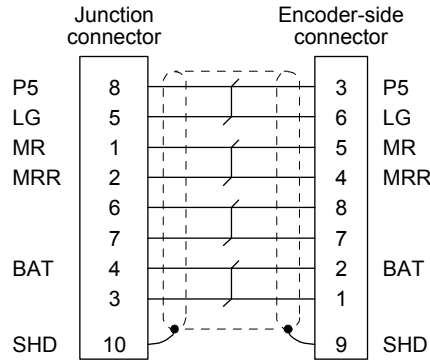 Junction connector
Encoder-side connector
P5 8 3 P5
LG 5 6 LG
MR 1 5 MR
MRR 2 4 MRR
6 8
7 7
BAT 4 2 BAT
3 1
SHD 10 9 SHD